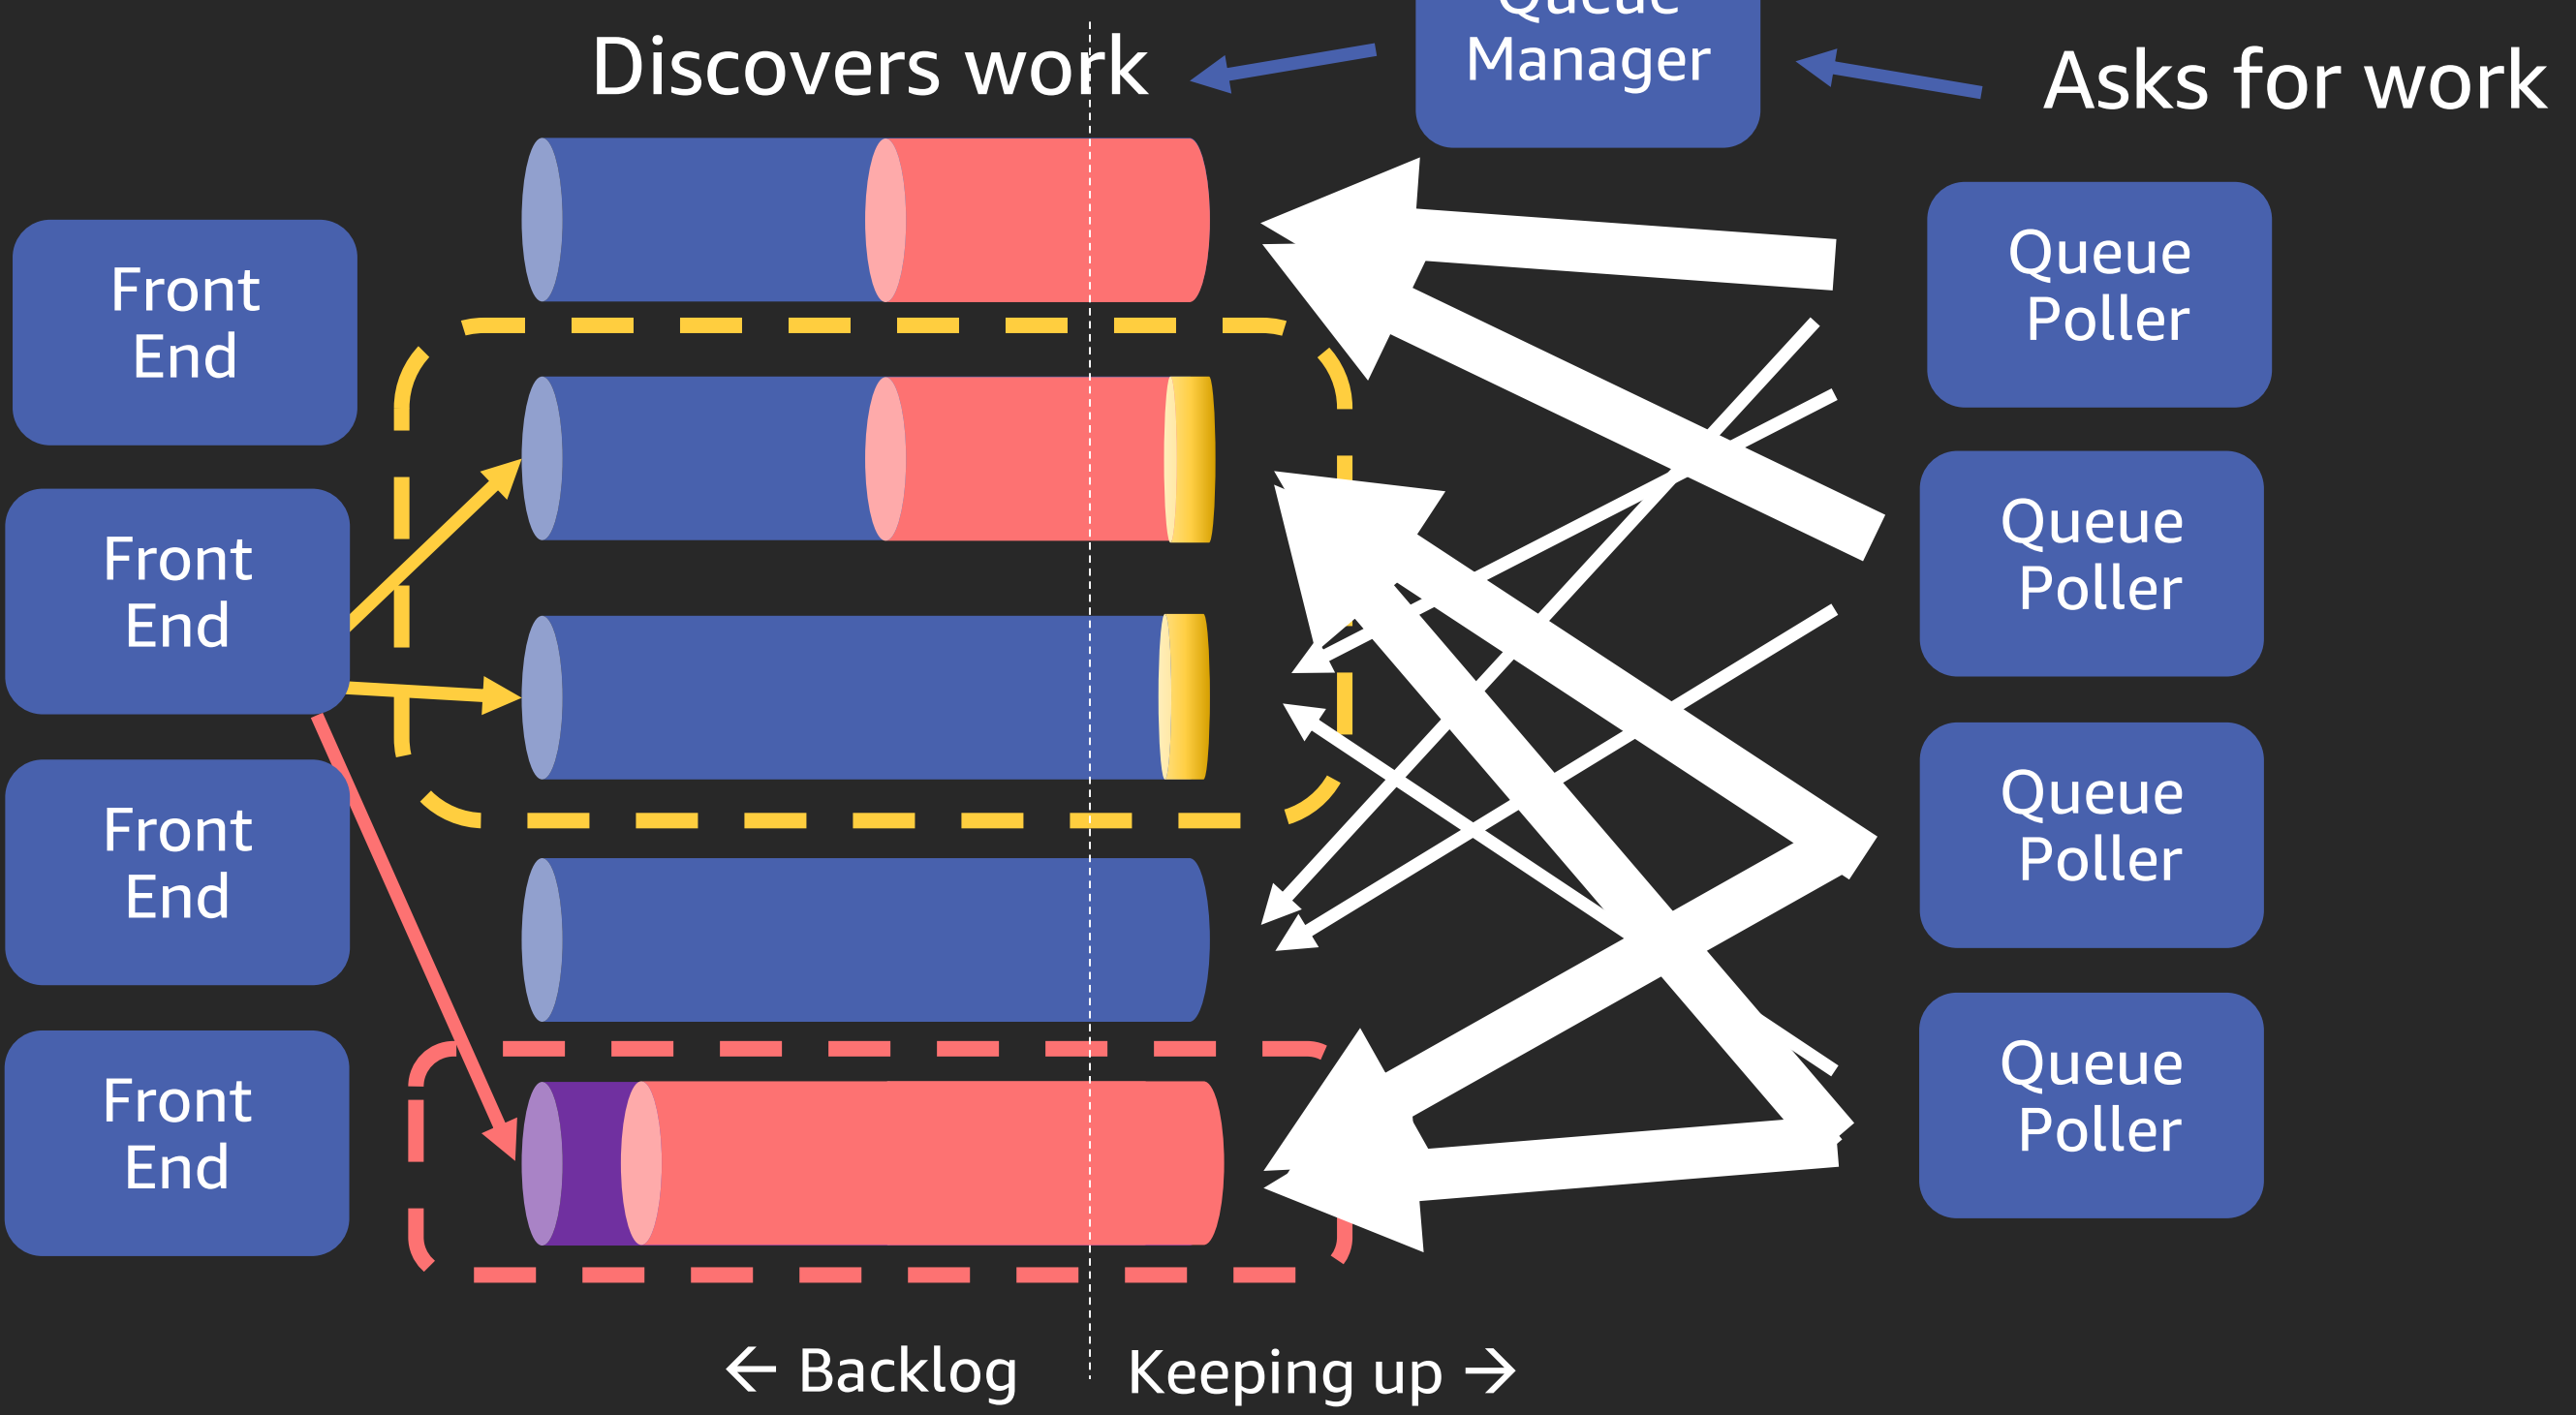 Discovers work
Queue
Manager
Asks for work
Front
End
Front
End
Front
End
Front
End
Queue
Poller
Queue
Poller
Queue
Poller
Queue
Poller
← Backlog
Keeping up →